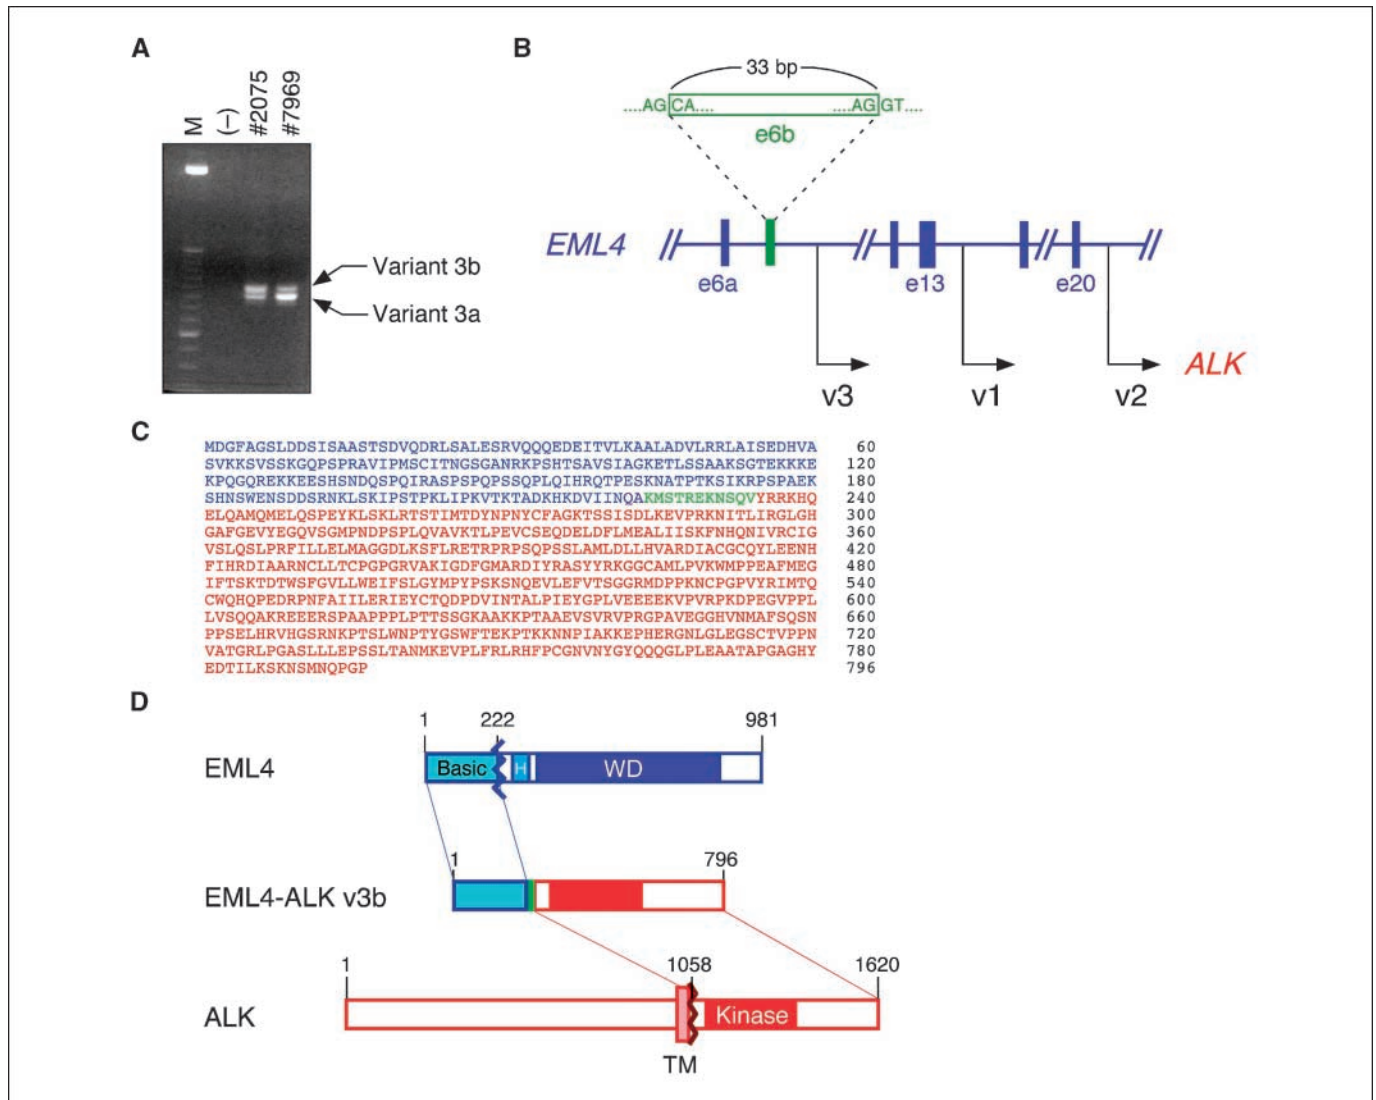 A
M
(–)
#2075
#7969
Variant 3b
Variant 3a
B
33 bp
....AG CA.... ....AG GT....
e6b
EML4
e6a
e13
e20
v3
v1
v2
ALK
C
MDGFAGSLDDSISAASTSDVQDRLSALESRVQQQEDEITVLKAALADVLRRLAISEDHVA 60
SVKKSVSSKGQPSPRAVIPMSCITNGSGANRKPSHTSAVSIAGKETLSSAAKSGTEKKKE 120
KPQGQREKKEESHSNDQSPQIRASPSPQPSSQPLQIHRQTPESKNATPTKSIKRPSPAEK 180
SHNSWENSDDSRNKLSKIPSTPKLIPKVTKTADKHKDVIINQAKMSTREKNSQVYRRKHQ 240
ELQAMQMELQSPEYKLSKLRTSTIMTDYNPNYCFAGKTSSISDLKEVPRKNITLIRGLGH 300
GAFGEVYEGQVSGMPNDPSPLQVAVKTLPEVCSEQDELDFLMEALIISKFNHQNIVRCIG 360
VSLQSLPRFILLELMAGGDLKSFLRETRPRPSQPSSLAMLDLLHVARDIACGCQYLEENH 420
FIHRDIAARNCLLTCPGPGRVAKIGDFGMARDIYRASYYRKGGCAMLPVKWMPPEAFMEG 480
IFTSKTDTWSFGVLLWEIFSLGYMPYPSKSNQEVLEFVTSGGRMDPPKNCPGPVYRIMTQ 540
CWQHQPEDRPNFAIILERIEYCTQDPDVINTALPIEYGPLVEEEEKVPVRPKDPEGVPPL 600
LVSQQAKREEERSPAAPPPLPTTSSGKAAKKPTAAEVSVRVPRGPAVEGGHVNMAFSQSN 660
PPSELHRVHGSRNKPTSLWNPTYGSWFTEKPTKKNNPIAKKEPHERGNLGLEGSCTVPPN 720
VATGRLPGASLLLEPSSLTANMKEVPLFRLRHFPCGNVNYGYQQQGLPLEAATAPGAGHY 780
EDTILKSKNSMNQPGP 796
D
1 222 981
EML4
Basic H WD
1 796
EML4-ALK v3b
1 1058 1620
ALK
Kinase
TM